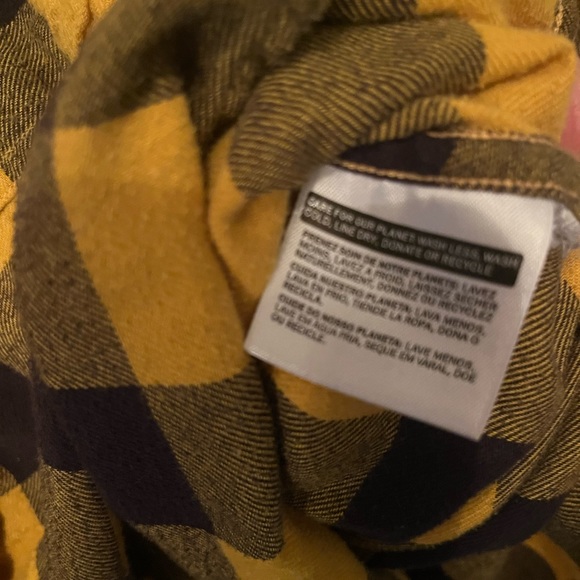 CARE FOR OUR PLANET: WASH LESS, WASH
COLD, LINE DRY, DONATE OR RECYCLE
PRENEZ SOIN DE NOTRE PLANÈTE: LAVEZ
MOINS, LAVEZ A FROID, LAISSEZ SÉCHER
NATURELLEMENT, DONNEZ OU RECYCLEZ
CUIDA NUESTRO PLANETA: LAVA MENOS,
LAVA EN FRIO, TIENDE LA ROPA, DONA O
RECICLA.
CUIDE DO NOSSO PLANETA: LAVE MENOS,
LAVE EM ÁGUA FRIA, SEQUE EM VARAL, DOE
OU RECICLE.